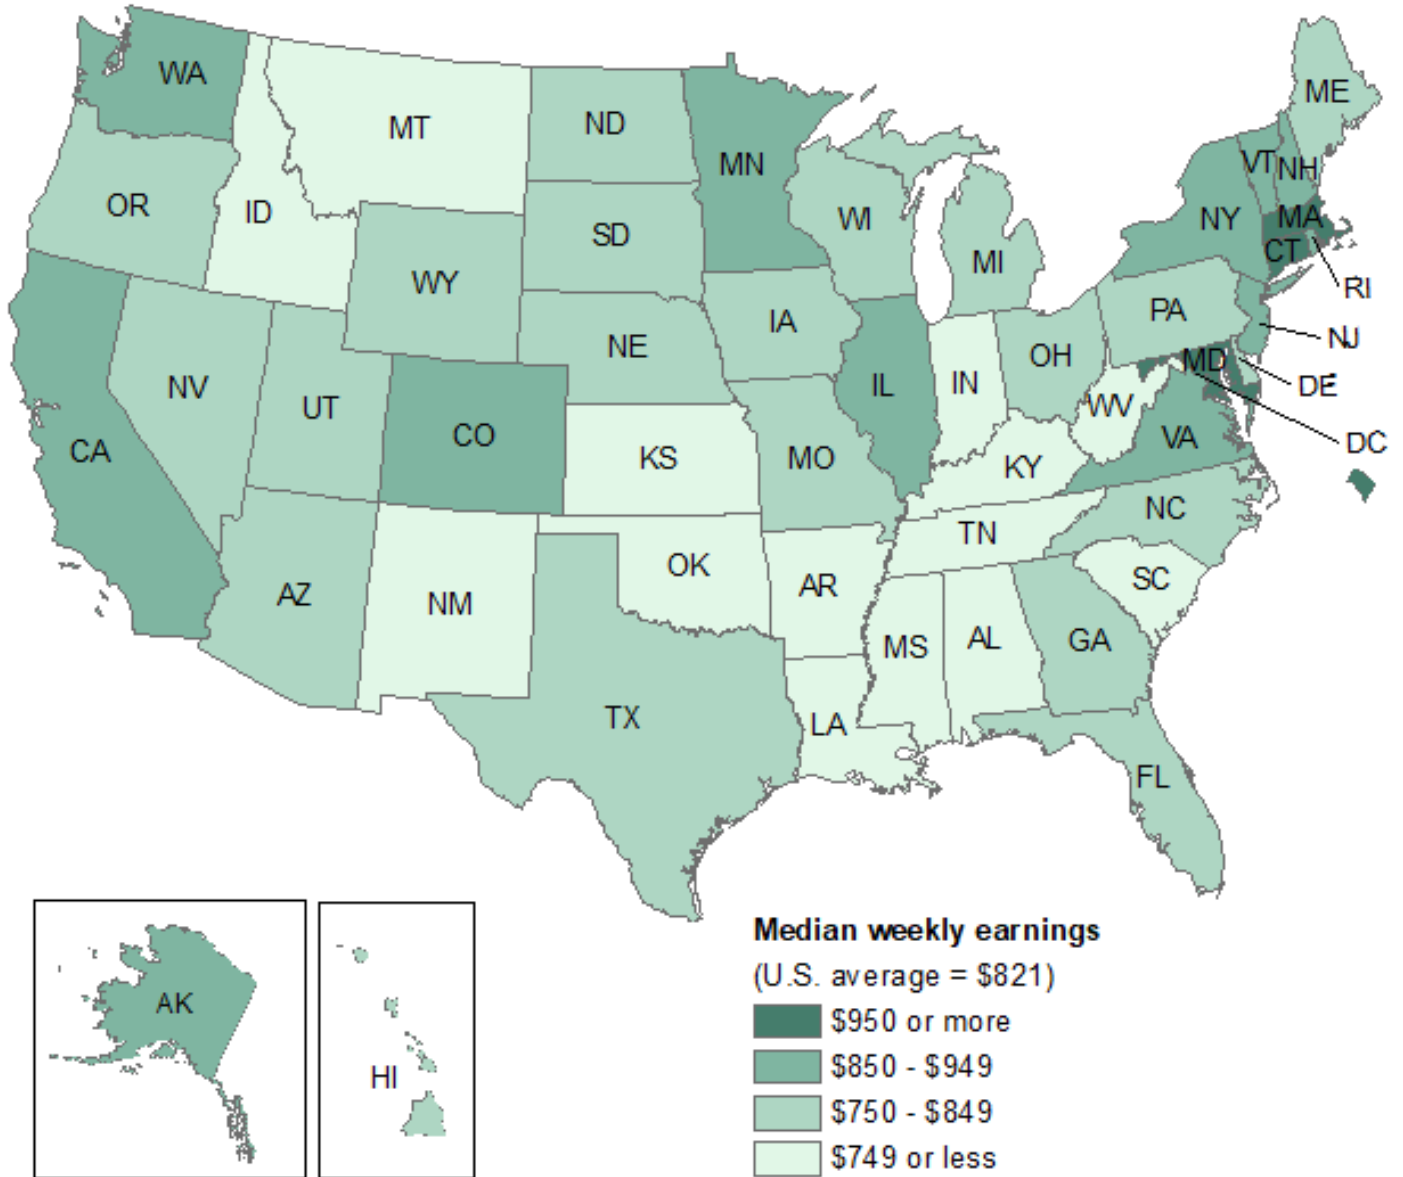 WA
MT
ND
MN
ME
VT
NH
OR
ID
SD
WI
NY
MA
CT
WY
MI
RI
IA
PA
NJ
NE
OH
MD
NV
UT
IL
IN
DE
WV
CO
VA
DC
CA
KS
MO
KY
NC
TN
OK
SC
AZ
NM
AR
MS
AL
GA
TX
LA
FL
AK
HI
Median weekly earnings
(U.S. average = $821)
$950 or more
$850 - $949
$750 - $849
$749 or less